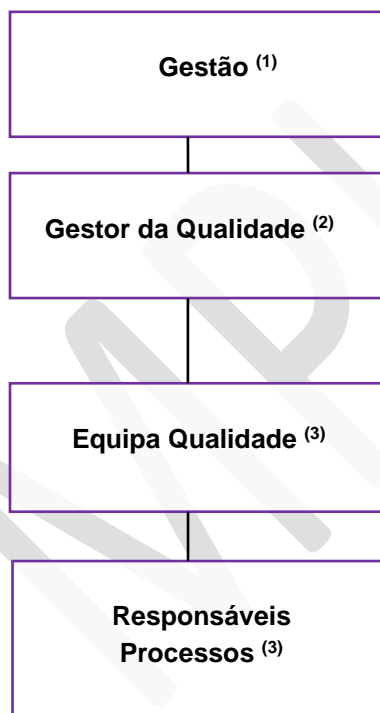 Gestão (1)
Gestor da Qualidade (2)
Equipa Qualidade (3)
Responsáveis
Processos (3)